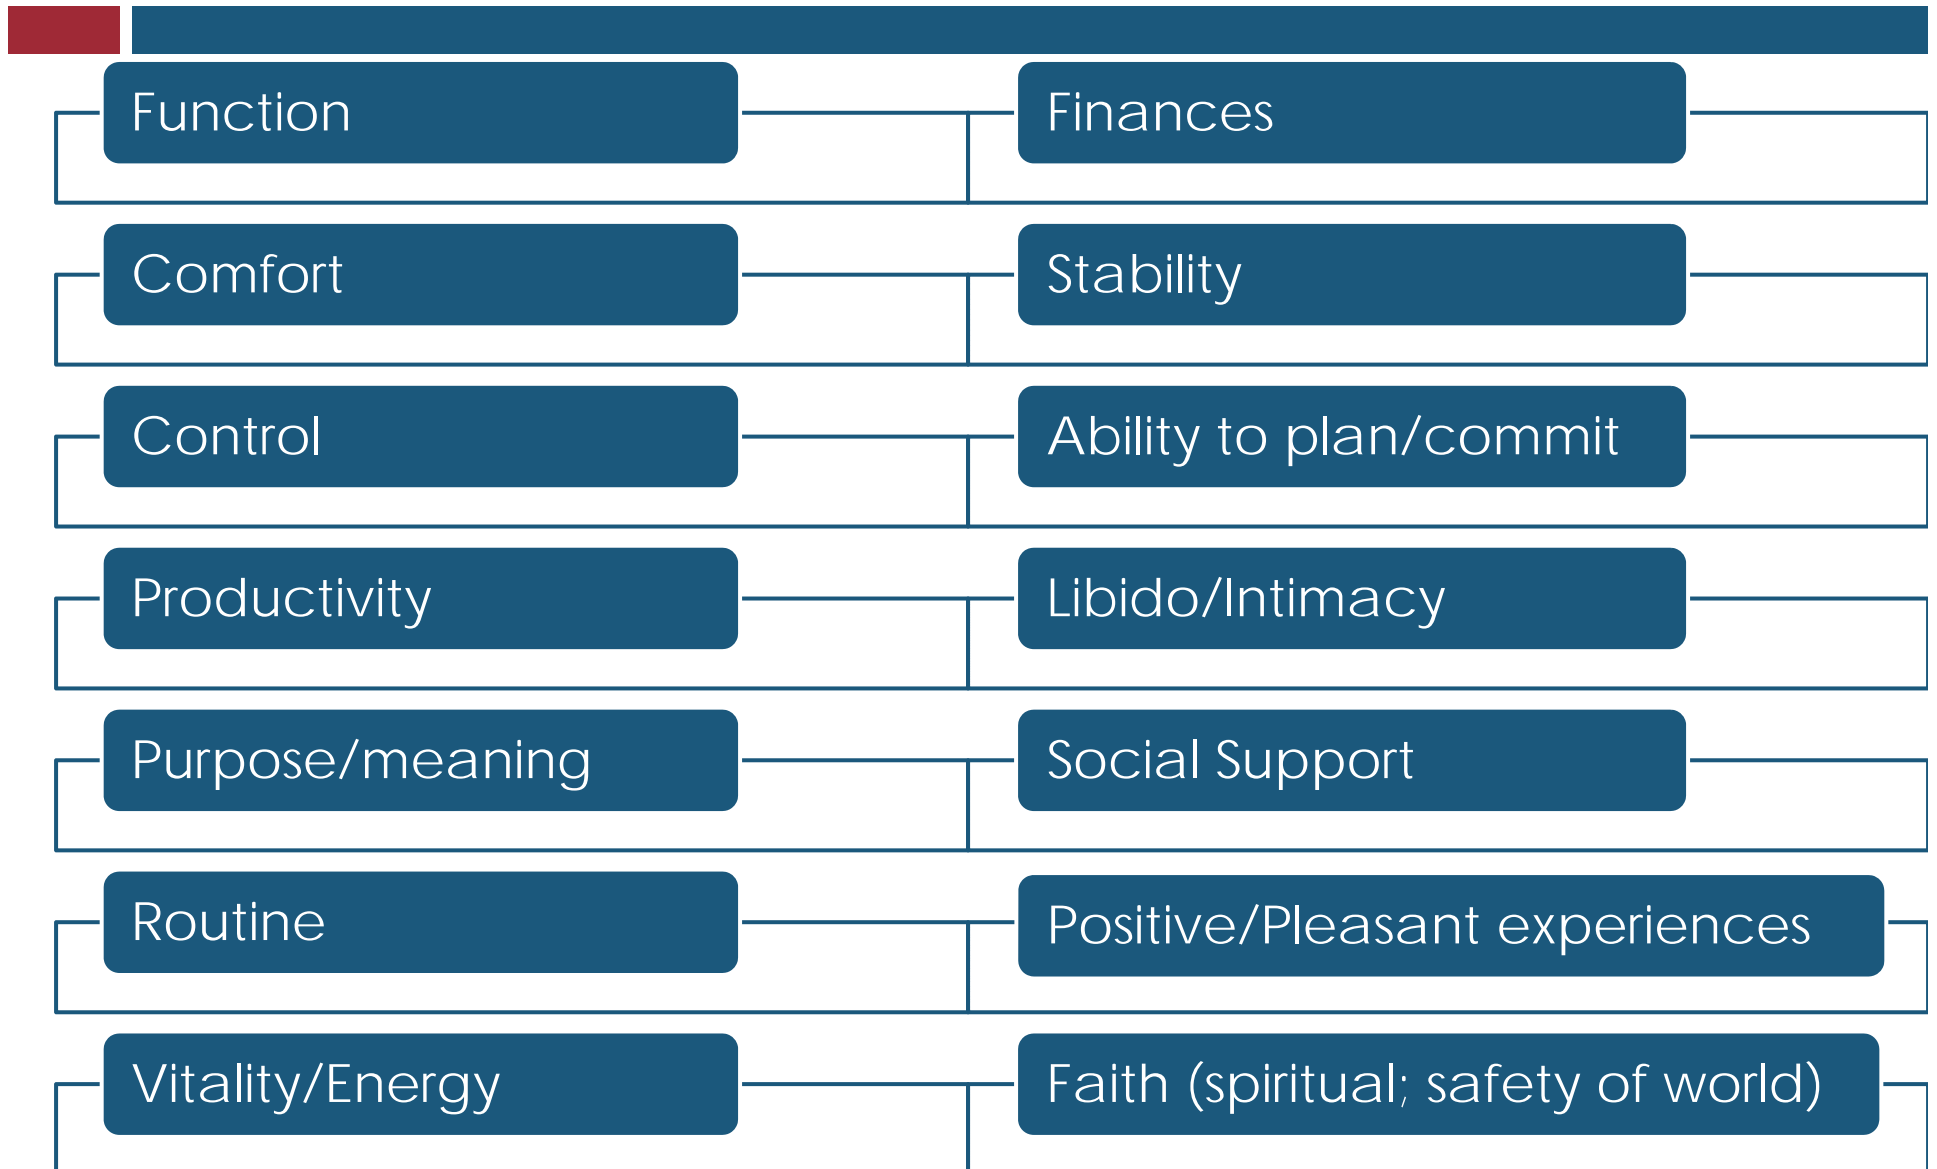 Function
Finances
Comfort
Stability
Control
Ability to plan/commit
Productivity
Libido/Intimacy
Purpose/meaning
Social Support
Routine
Positive/Pleasant experiences
Vitality/Energy
Faith (spiritual; safety of world)